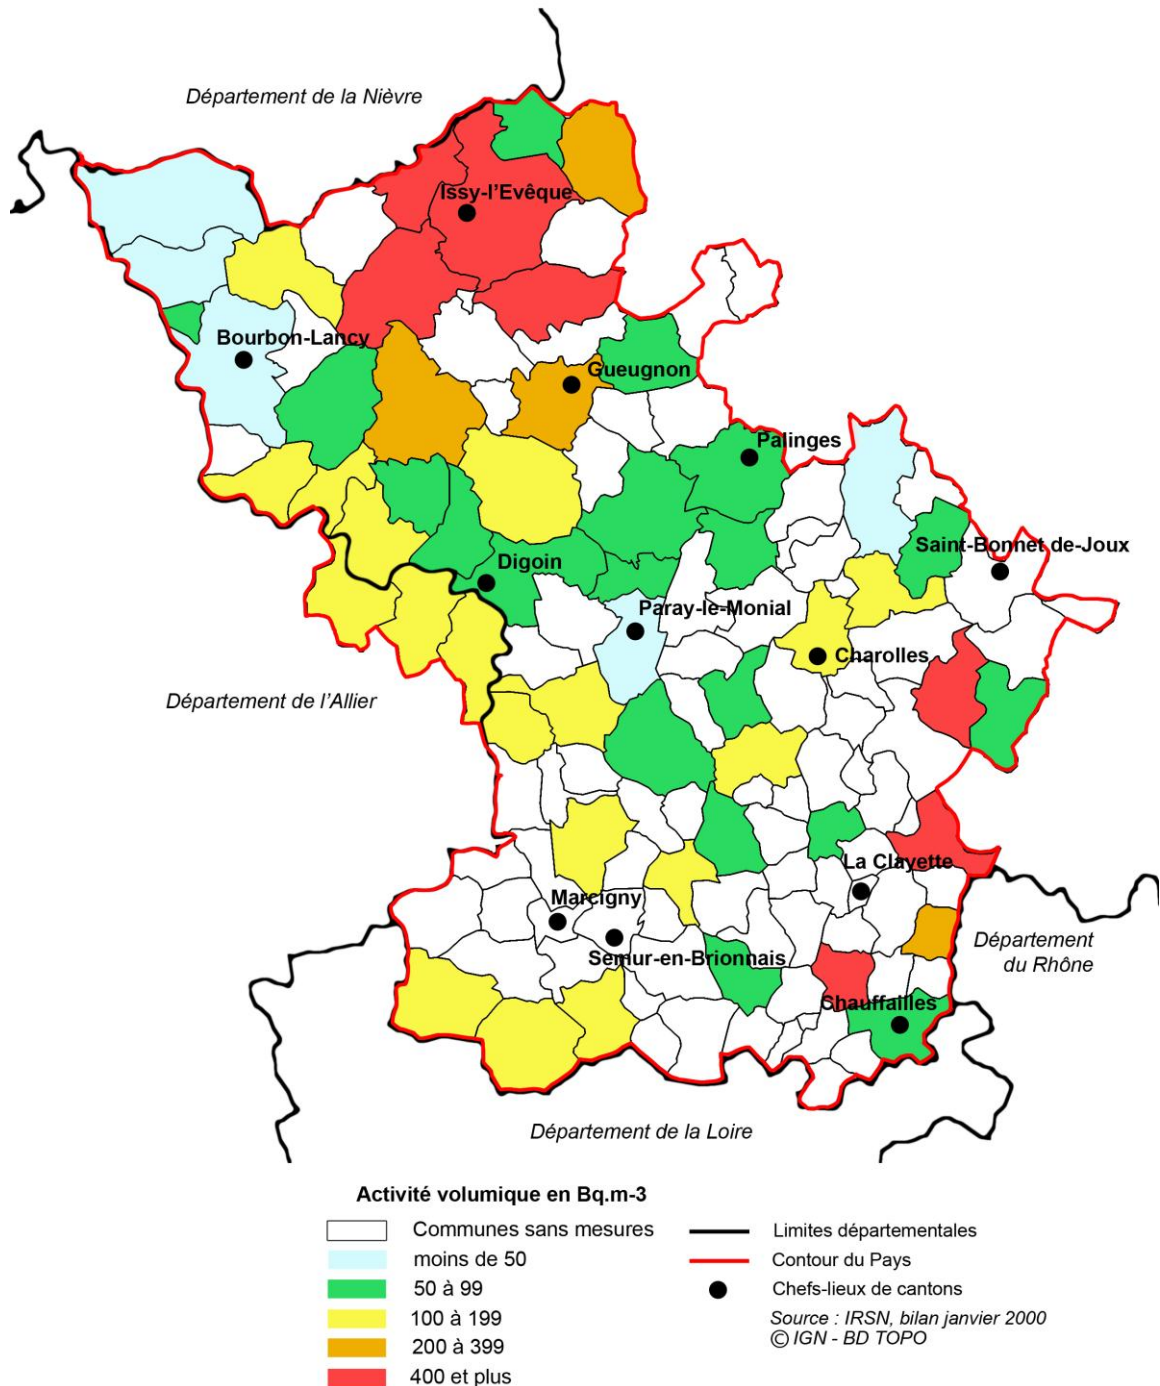 Département de la Nièvre
Issy-l'Evêque
Bourbon-Lancy
Gueugnon
Palinges
Saint-Bonnet-de-Joux
Digoin
Paray-le-Monial
Charolles
Département de l'Allier
La Clayette
Marcigny
Semur-en-Brionnais
Département
du Rhône
Chauffailles
Département de la Loire
Activité volumique en Bq.m-3
Communes sans mesures
moins de 50
50 à 99
100 à 199
200 à 399
400 et plus
Limites départementales
Contour du Pays
Chefs-lieux de cantons
Source : IRSN, bilan janvier 2000
© IGN - BD TOPO